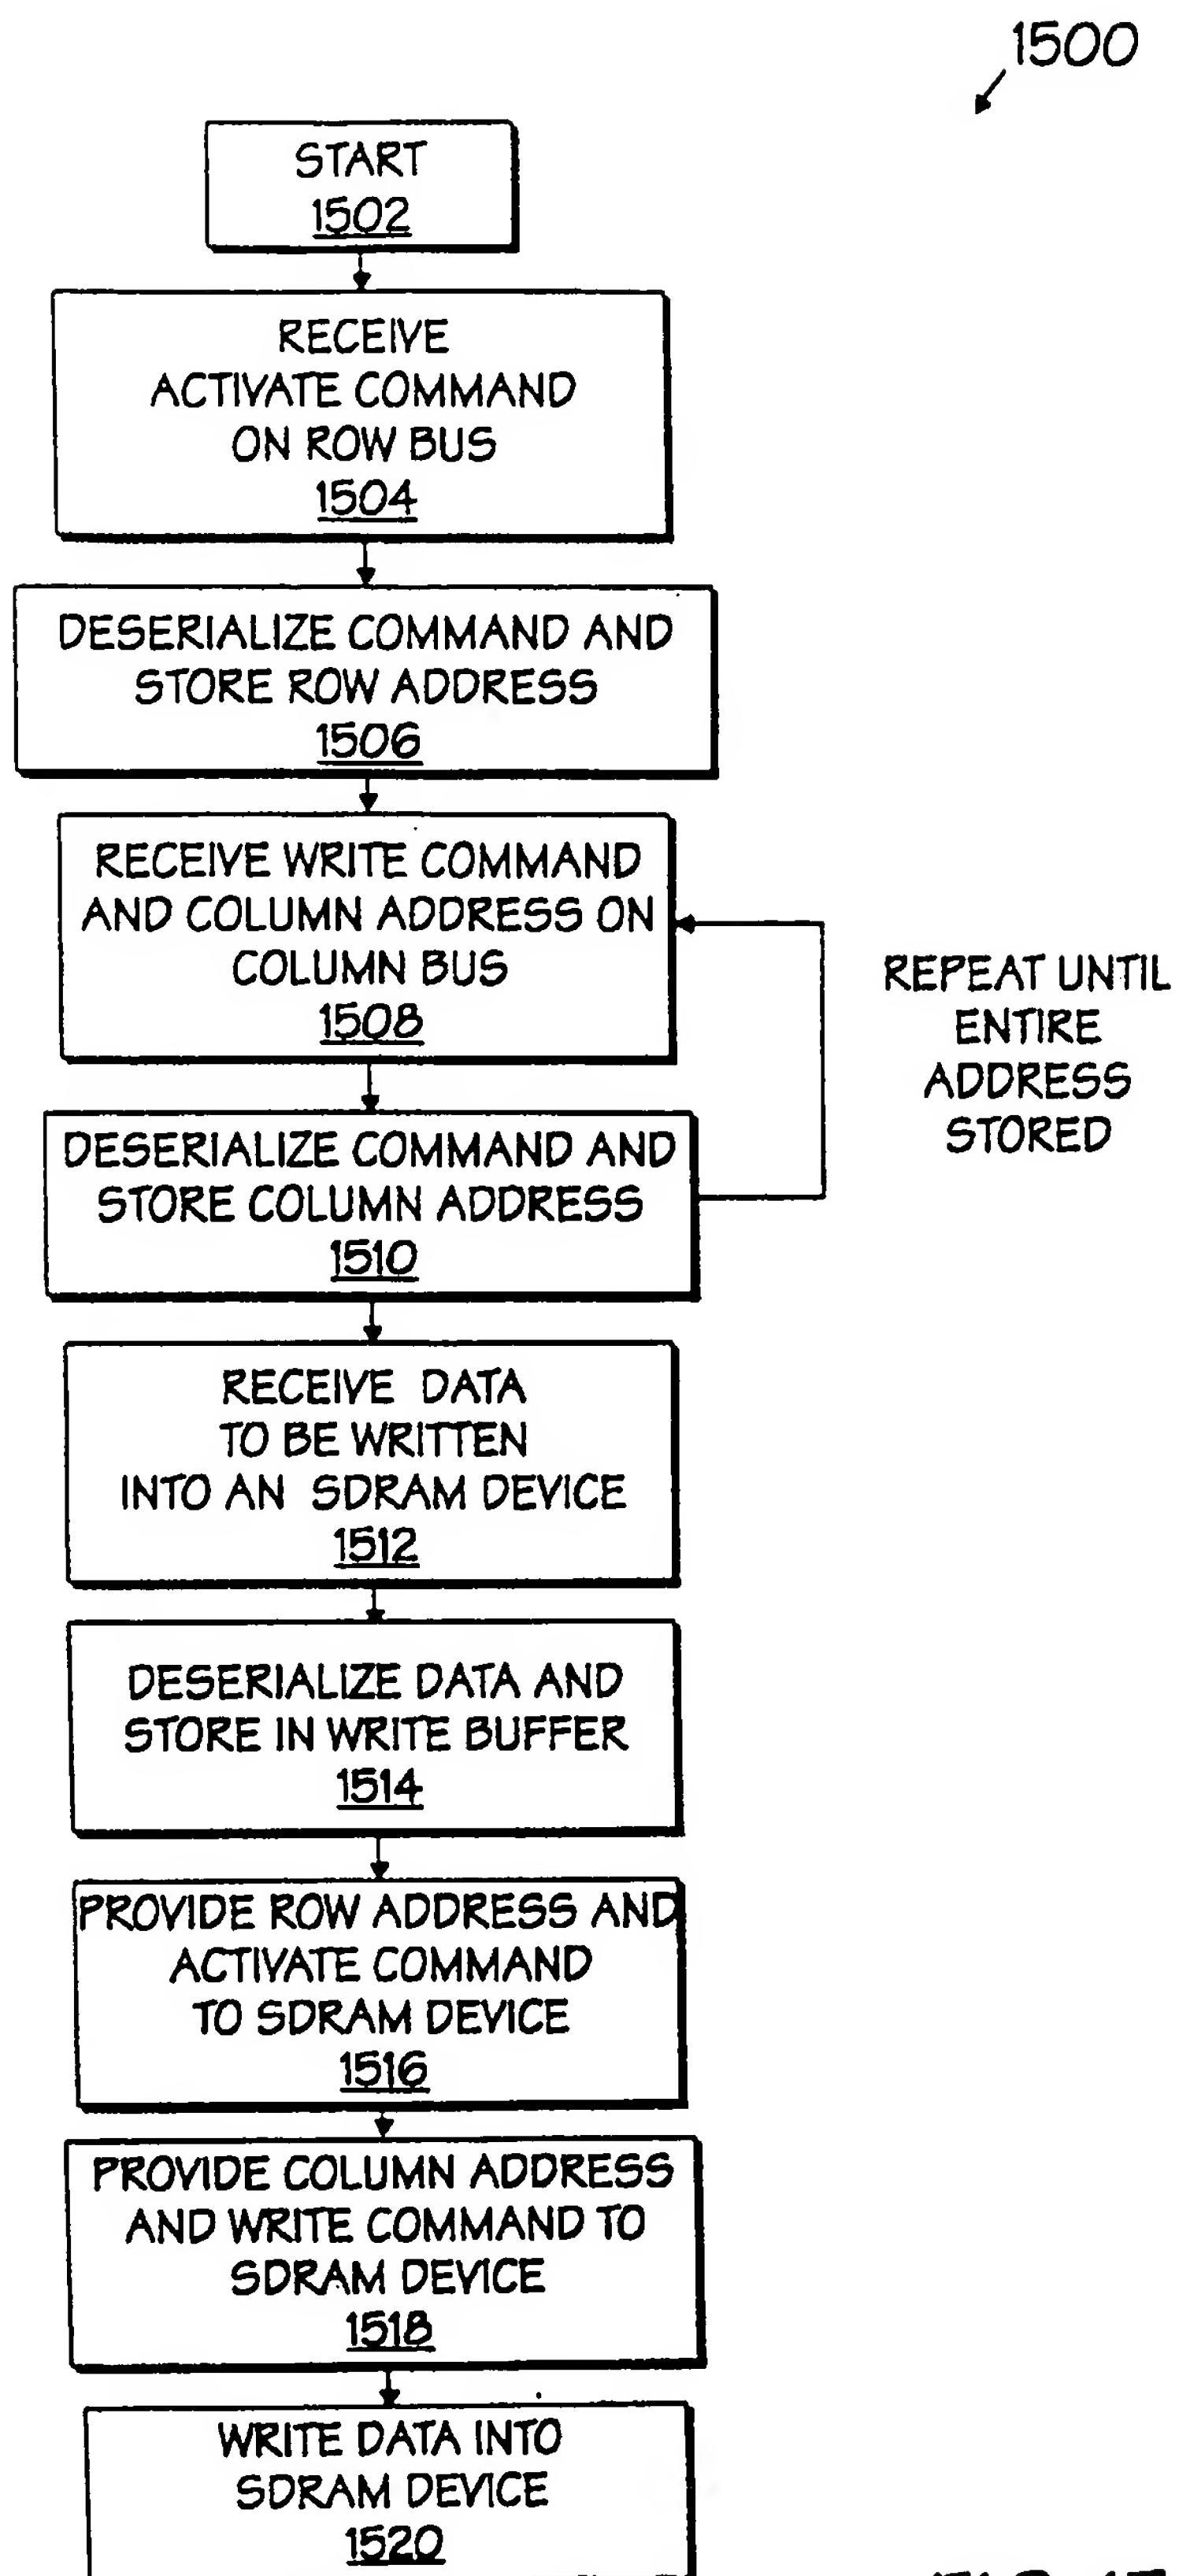 1500
START
1502
RECEIVE
ACTIVATE COMMAND
ON ROW BUS
1504
DESERIALIZE COMMAND AND
STORE ROW ADDRESS
1506
RECEIVE WRITE COMMAND
AND COLUMN ADDRESS ON
COLUMN BUS
1508
REPEAT UNTIL
ENTIRE
ADDRESS
STORED
DESERIALIZE COMMAND AND
STORE COLUMN ADDRESS
1510
RECEIVE DATA
TO BE WRITTEN
INTO AN SDRAM DEVICE
1512
DESERIALIZE DATA AND
STORE IN WRITE BUFFER
1514
PROVIDE ROW ADDRESS AND
ACTIVATE COMMAND
TO SDRAM DEVICE
1516
PROVIDE COLUMN ADDRESS
AND WRITE COMMAND TO
SDRAM DEVICE
1518
WRITE DATA INTO
SDRAM DEVICE
1520